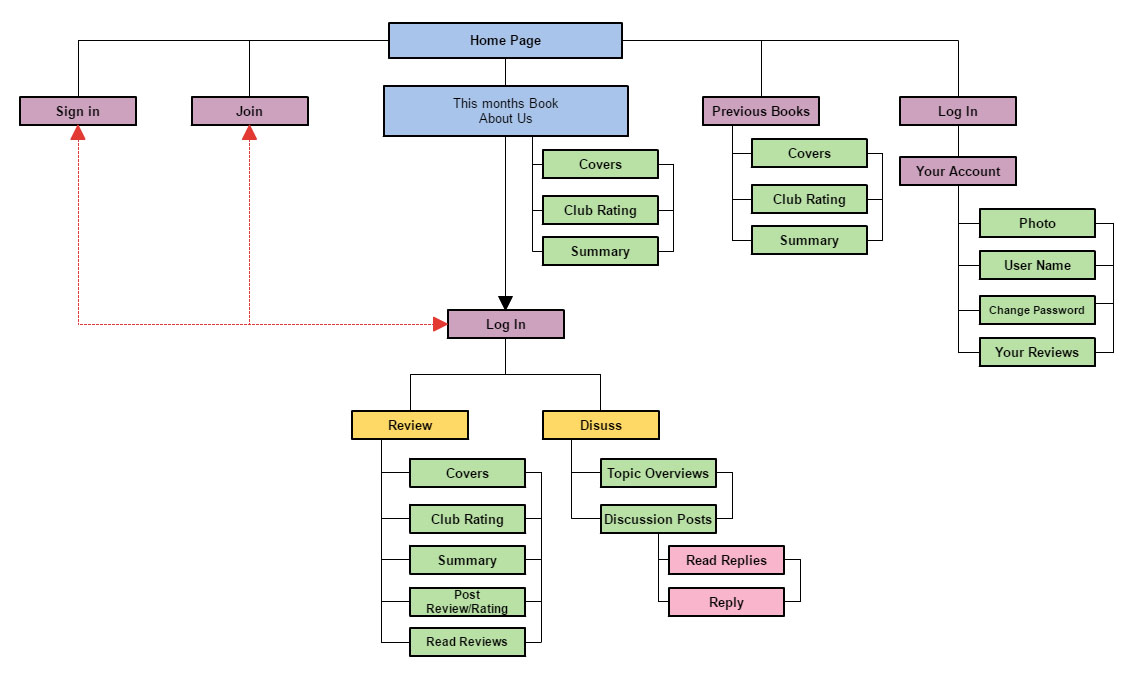 Home Page
Sign in
Join
This months Book
About Us
Previous Books
Log In
Covers
Club Rating
Summary
Covers
Club Rating
Summary
Your Account
Photo
User Name
Change Password
Your Reviews
Log In
Review
Disuss
Covers
Club Rating
Summary
Post
Review/Rating
Read Reviews
Topic Overviews
Discussion Posts
Read Replies
Reply